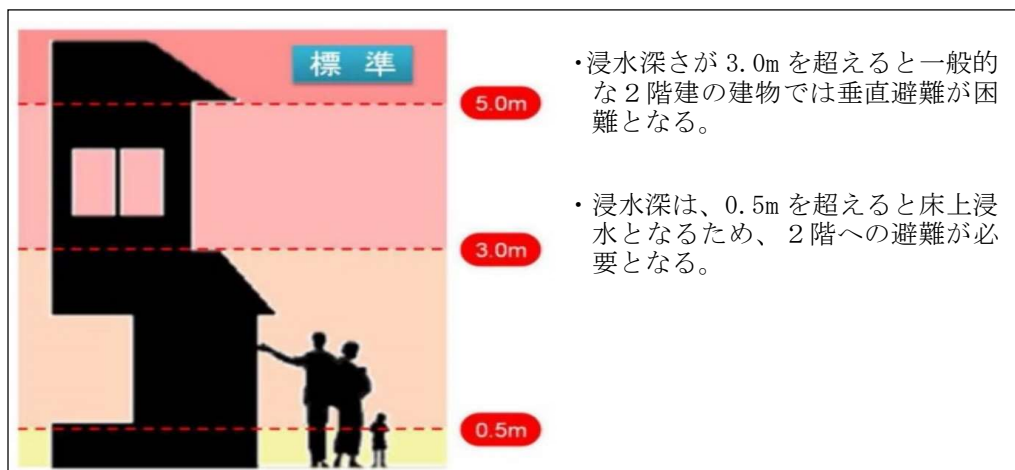 標 準
5.0m
3.0m
0.5m
・浸水深さが 3.0m を超えると一般的
な２階建の建物では垂直避難が困
難となる。
・浸水深は、0.5m を超えると床上浸
水となるため、２階への避難が必
要となる。